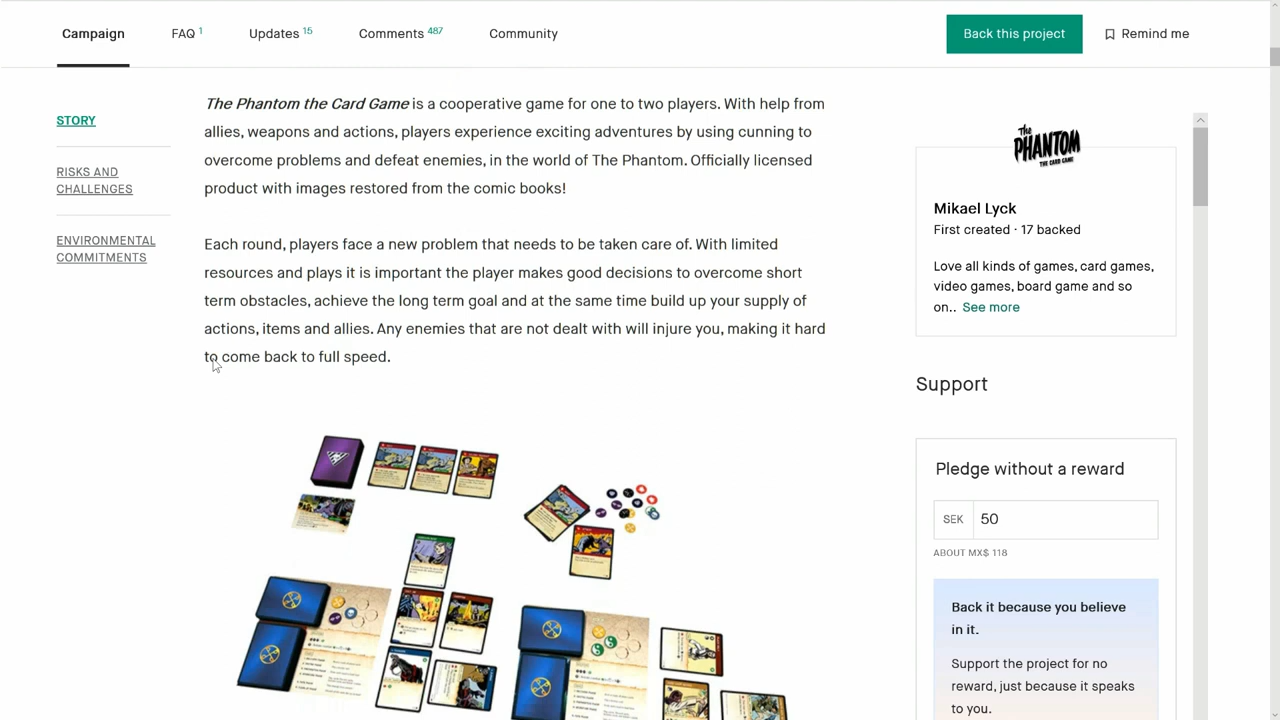 Campaign
FAQ 1
Updates 15
Comments 487
Community
Back this project
Remind me
STORY
RISKS AND
CHALLENGES
ENVIRONMENTAL
COMMITMENTS
The Phantom the Card Game is a cooperative game for one to two players. With help from
allies, weapons and actions, players experience exciting adventures by using cunning to
overcome problems and defeat enemies, in the world of The Phantom. Officially licensed
product with images restored from the comic books!
Each round, players face a new problem that needs to be taken care of. With limited
resources and plays it is important the player makes good decisions to overcome short
term obstacles, achieve the long term goal and at the same time build up your supply of
actions, items and allies. Any enemies that are not dealt with will injure you, making it hard
to come back to full speed.
The
PHANTOM
THE CARD GAME
Mikael Lyck
First created · 17 backed
Love all kinds of games, card games,
video games, board game and so
on.. See more
Support
Pledge without a reward
SEK 50
ABOUT MX$ 118
Back it because you believe
in it.
Support the project for no
reward, just because it speaks
to you.